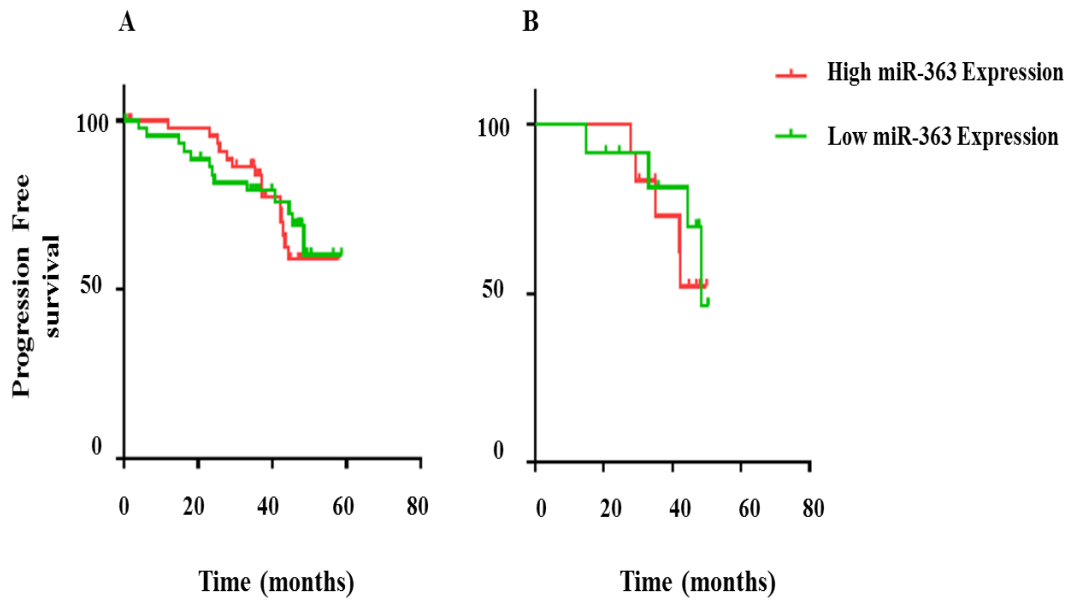 A
B
High miR-363 Expression
Low miR-363 Expression
Progression Free
survival
100
50
0
0 20 40 60 80
Time (months)
100
50
0
0 20 40 60 80
Time (months)